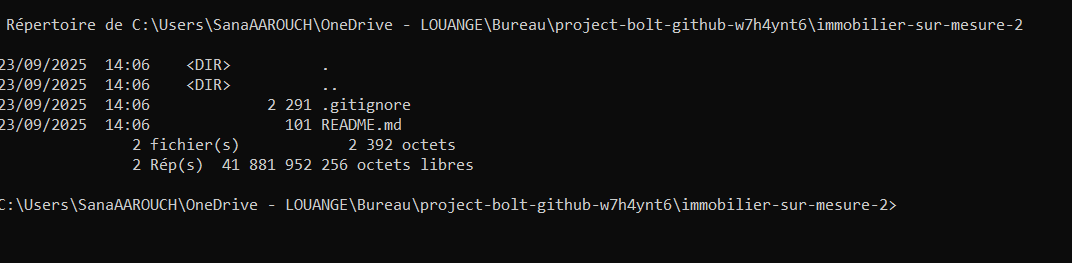 Répertoire de C:\Users\SanaAAROUCH\OneDrive - LOUANGE\Bureau\project-bolt-github-w7h4ynt6\immobilier-sur-mesure-2
23/09/2025  14:06    <DIR>          .
23/09/2025  14:06    <DIR>          ..
23/09/2025  14:06             2 291 .gitignore
23/09/2025  14:06               101 README.md
2 fichier(s)            2 392 octets
2 Rép(s)  41 881 952 256 octets libres
C:\Users\SanaAAROUCH\OneDrive - LOUANGE\Bureau\project-bolt-github-w7h4ynt6\immobilier-sur-mesure-2>